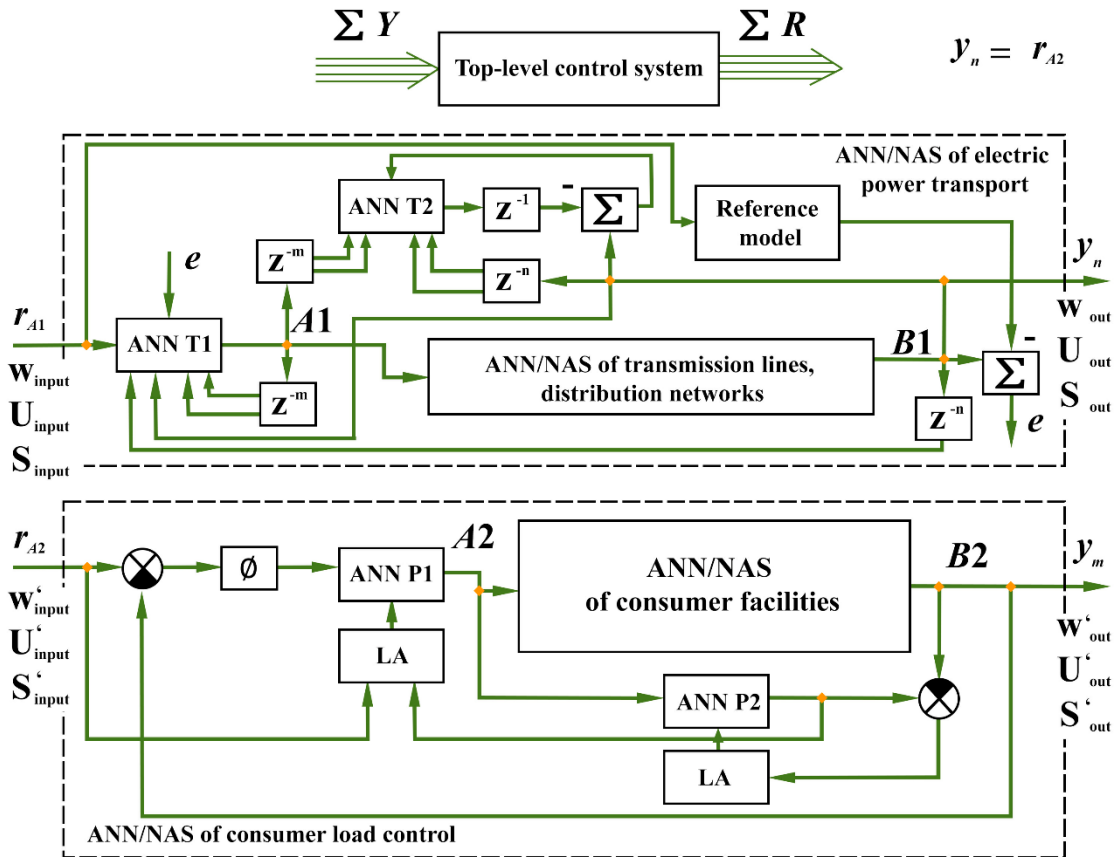 Σ Y
Σ R
Top-level control system
yₙ = r_A2
ANN/NAS of electric
power transport
ANN T2
z⁻¹
-
Σ
Reference
model
e
z⁻ᵐ
z⁻ⁿ
yₙ
r_A1
ANN T1
A1
ANN/NAS of transmission lines,
distribution networks
B1
-
Σ
w_out
U_out
S_out
w_input
U_input
S_input
z⁻ᵐ
z⁻ⁿ
e
r_A2
Ø
ANN P1
A2
ANN/NAS
of consumer facilities
B2
yₘ
w‘_input
U‘_input
S‘_input
LA
ANN P2
w‘_out
U‘_out
S‘_out
LA
ANN/NAS of consumer load control